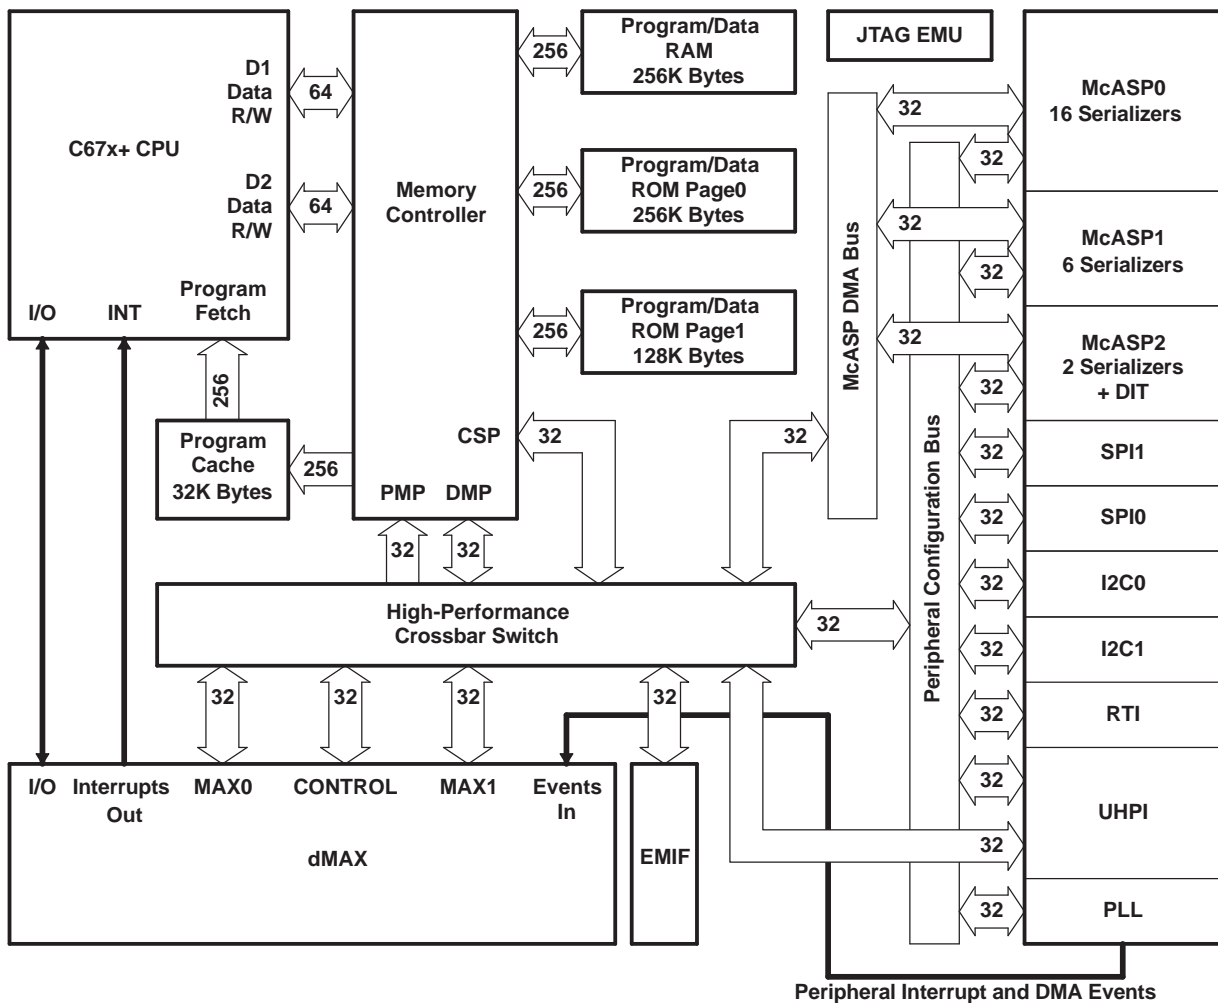 C67x+ CPU
D1
Data
R/W
D2
Data
R/W
I/O
INT
Program
Fetch
64
64
Memory
Controller
CSP
PMP
DMP
256
Program/Data
RAM
256K Bytes
256
Program/Data
ROM Page0
256K Bytes
256
Program/Data
ROM Page1
128K Bytes
JTAG EMU
256
Program
Cache
32K Bytes
256
32
32
32
32
High-Performance
Crossbar Switch
32
McASP DMA Bus
Peripheral Configuration Bus
32
32
McASP0
16 Serializers
32
32
McASP1
6 Serializers
32
32
McASP2
2 Serializers
+ DIT
32
SPI1
32
SPI0
32
I2C0
32
I2C1
32
RTI
32
UHPI
32
32
PLL
32
32
32
32
I/O
Interrupts
Out
MAX0
CONTROL
MAX1
Events
In
dMAX
EMIF
Peripheral Interrupt and DMA Events